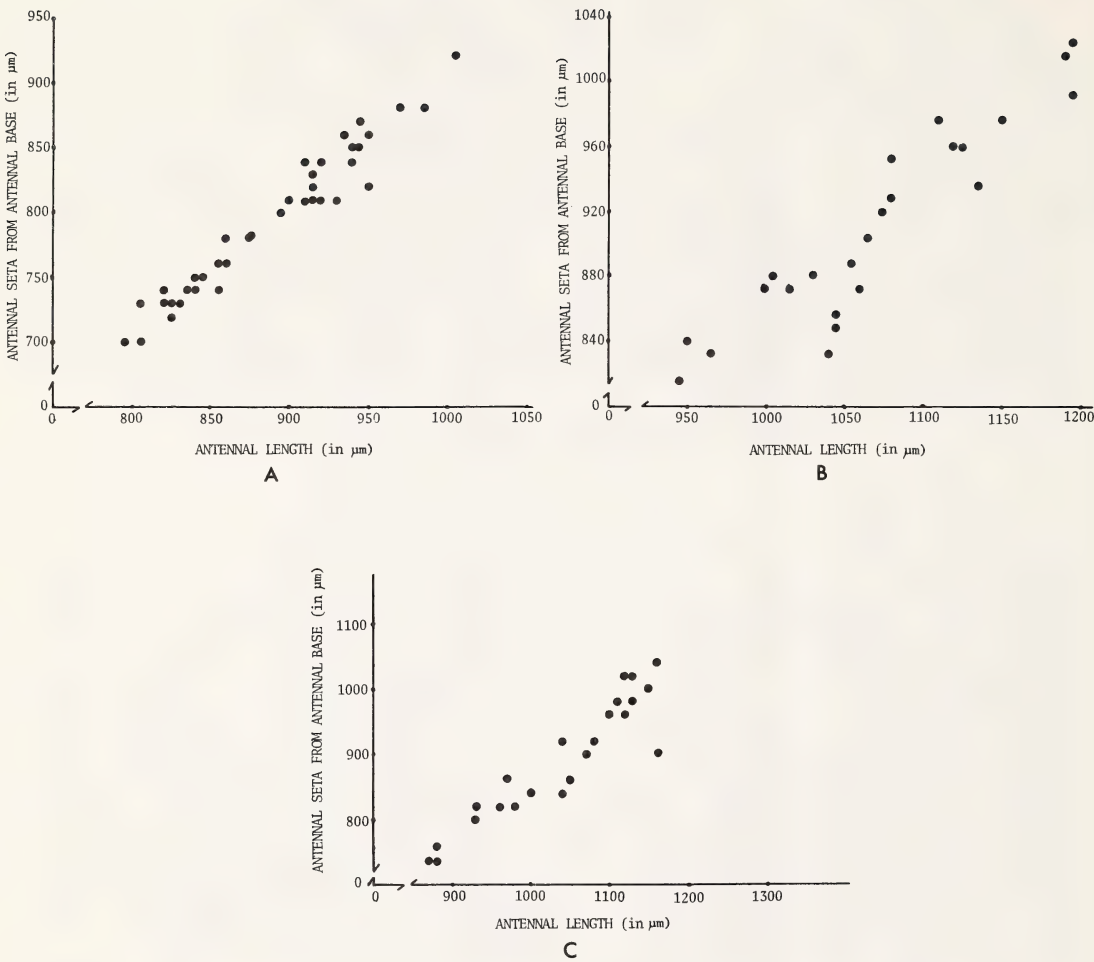 ANTENNAL SETA FROM ANTENNAL BASE (in µm)
950
900
850
800
750
700
0
0 800 850 900 950 1000 1050
ANTENNAL LENGTH (in µm)
A
ANTENNAL SETA FROM ANTENNAL BASE (in µm)
1040
1000
960
920
880
840
0
0 950 1000 1050 1100 1150 1200
ANTENNAL LENGTH (in µm)
B
ANTENNAL SETA FROM ANTENNAL BASE (in µm)
1100
1000
900
800
0
0 900 1000 1100 1200 1300
ANTENNAL LENGTH (in µm)
C